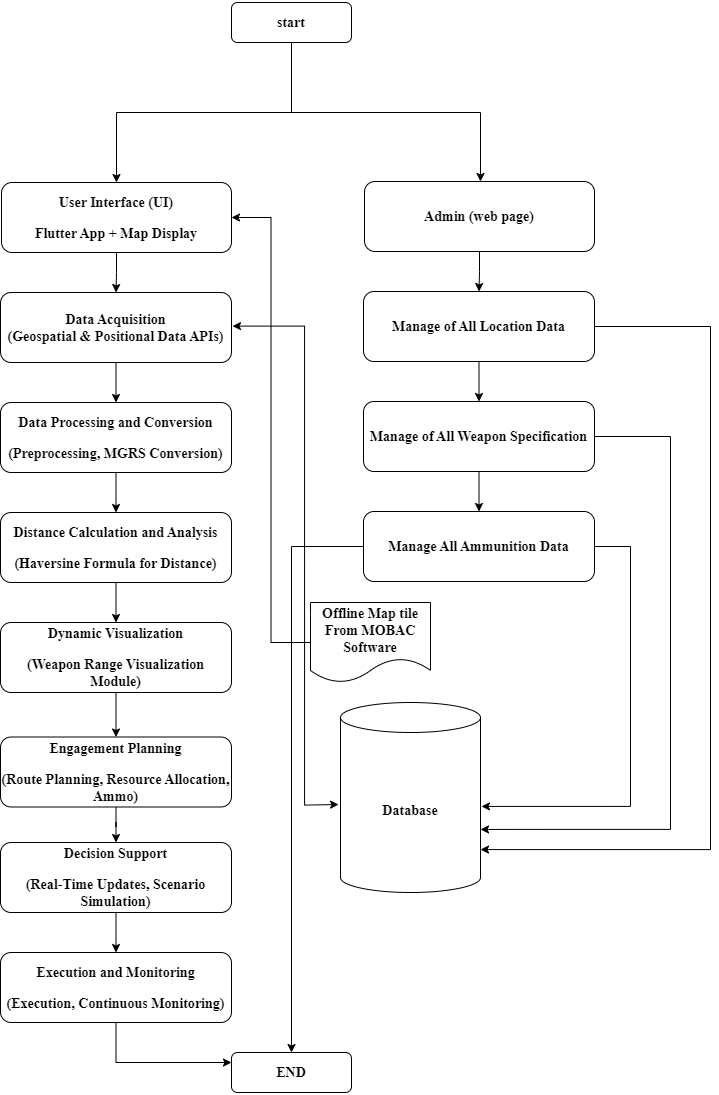 start
User Interface (UI)
Flutter App + Map Display
Admin (web page)
Data Acquisition
(Geospatial & Positional Data APIs)
Manage of All Location Data
Data Processing and Conversion
(Preprocessing, MGRS Conversion)
Manage of All Weapon Specification
Distance Calculation and Analysis
(Haversine Formula for Distance)
Manage All Ammunition Data
Offline Map tile
From MOBAC
Software
Dynamic Visualization
(Weapon Range Visualization
Module)
Engagement Planning
(Route Planning, Resource Allocation,
Ammo)
Database
Decision Support
(Real-Time Updates, Scenario
Simulation)
Execution and Monitoring
(Execution, Continuous Monitoring)
END